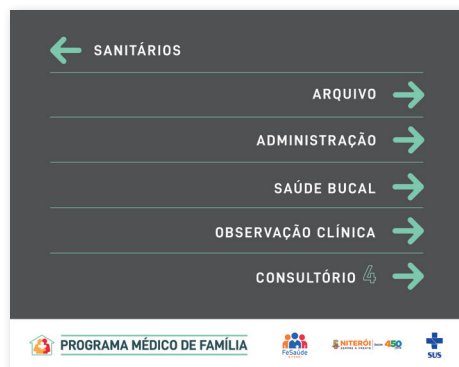 SANITÁRIOS
ARQUIVO
ADMINISTRAÇÃO
SAÚDE BUCAL
OBSERVAÇÃO CLÍNICA
CONSULTÓRIO 4
PROGRAMA MÉDICO DE FAMÍLIA
FeSaúde
NITERÓI
450
SUS